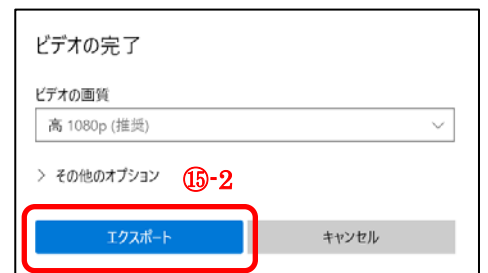 ビデオの完了
ビデオの画質
高 1080p (推奨)
> その他のオプション
⑮-2
エクスポート
キャンセル